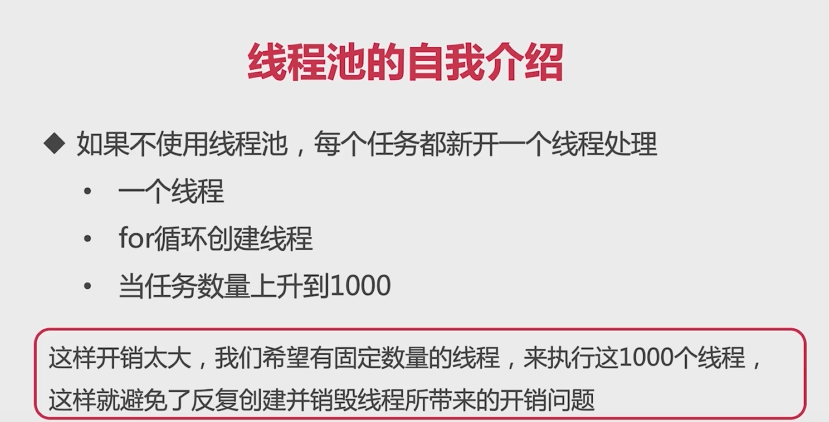 线程池的自我介绍
◆ 如果不使用线程池，每个任务都新开一个线程处理
• 一个线程
• for循环创建线程
• 当任务数量上升到1000
这样开销太大，我们希望有固定数量的线程，来执行这1000个线程，
这样就避免了反复创建并销毁线程所带来的开销问题